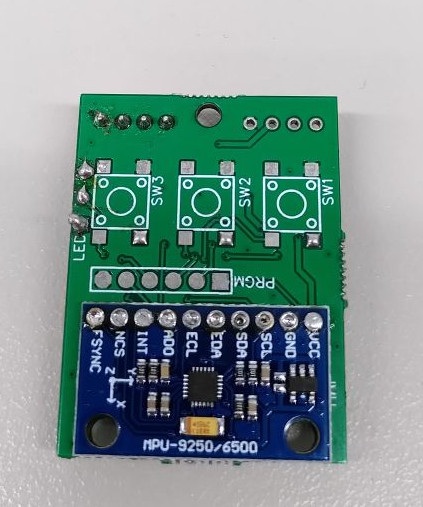 SW3
SW2
SW1
LED
PRGM
FSYNC
NCS
INT
ADO
ECL
EDA
SDA
SCL
GND
VCC
Z
Y
X
MPU-9250/6500